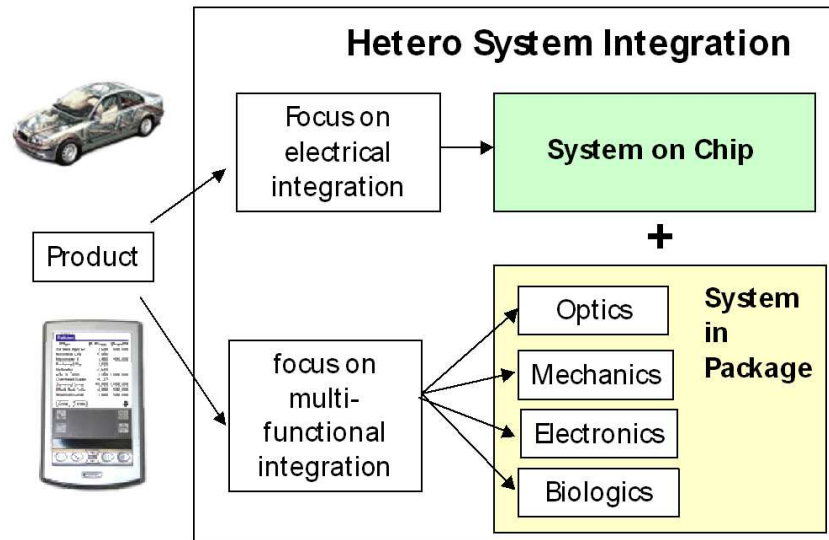 Hetero System Integration
Focus on
electrical
integration
System on Chip
+
Product
focus on
multi-
functional
integration
Optics
Mechanics
Electronics
Biologics
System
in
Package